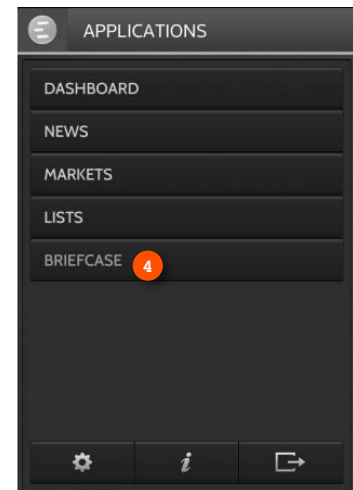 APPLICATIONS
DASHBOARD
NEWS
MARKETS
LISTS
BRIEFCASE 4
i